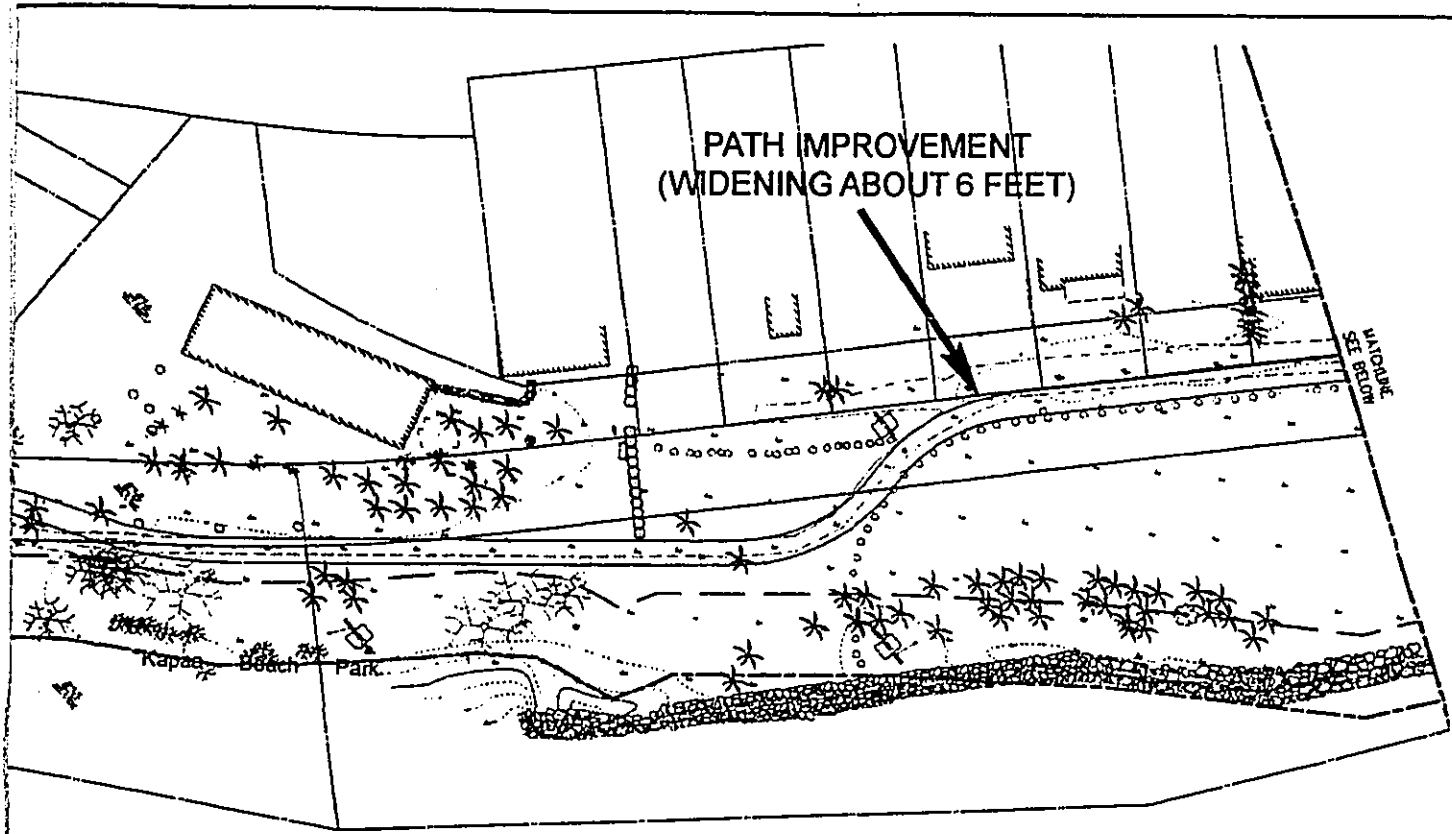 PATH IMPROVEMENT
(WIDENING ABOUT 6 FEET)
MATCHLINE
SEE BELOW
Kapaa Beach Park